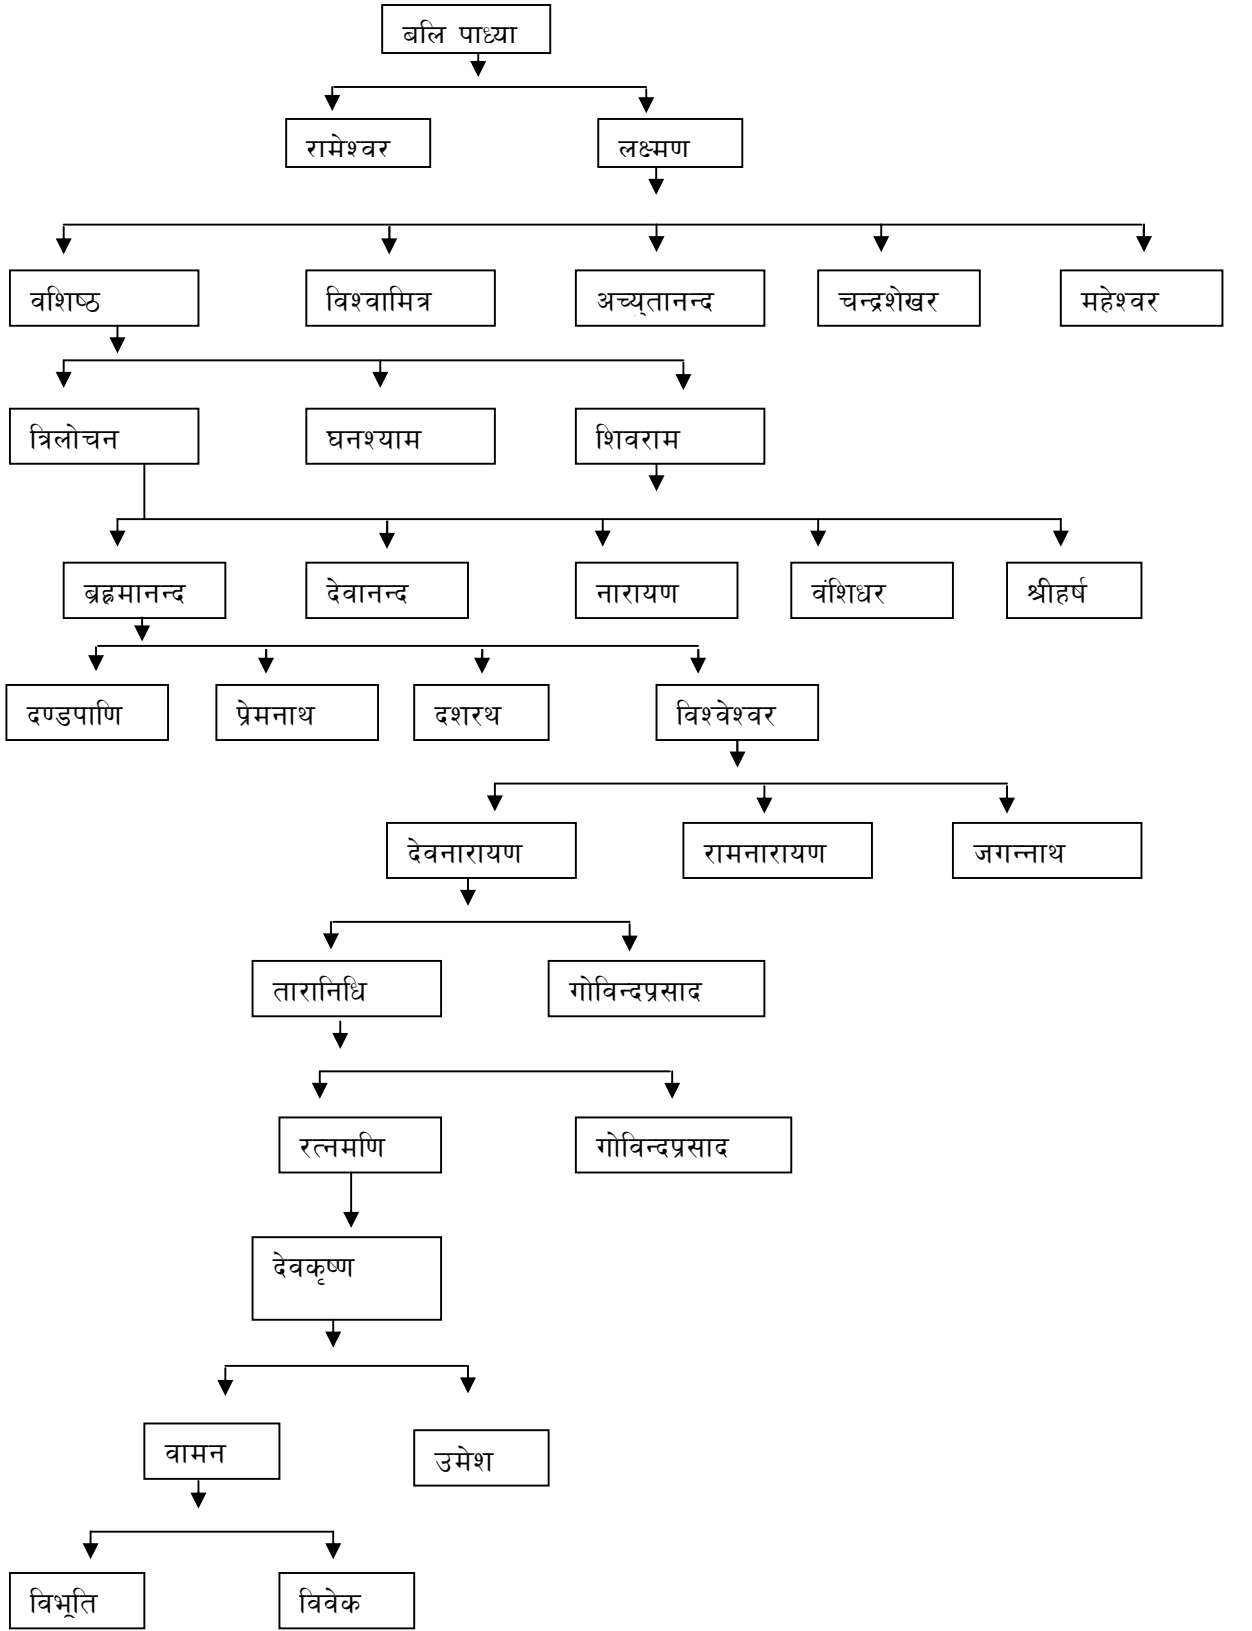 बलि पाध्या
रामेश्वर
लक्ष्मण
वशिष्ठ
विश्वामित्र
अच्युतानन्द
चन्द्रशेखर
महेश्वर
त्रिलोचन
घनश्याम
शिवराम
ब्रह्रमानन्द
देवानन्द
नारायण
वंशिधर
श्रीहर्ष
दण्डपाणि
प्रेमनाथ
दशरथ
विश्वेश्वर
देवनारायण
रामनारायण
जगन्नाथ
तारानिधि
गोविन्दप्रसाद
रत्नमणि
गोविन्दप्रसाद
देवकृष्ण
वामन
उमेश
विभूति
विवेक